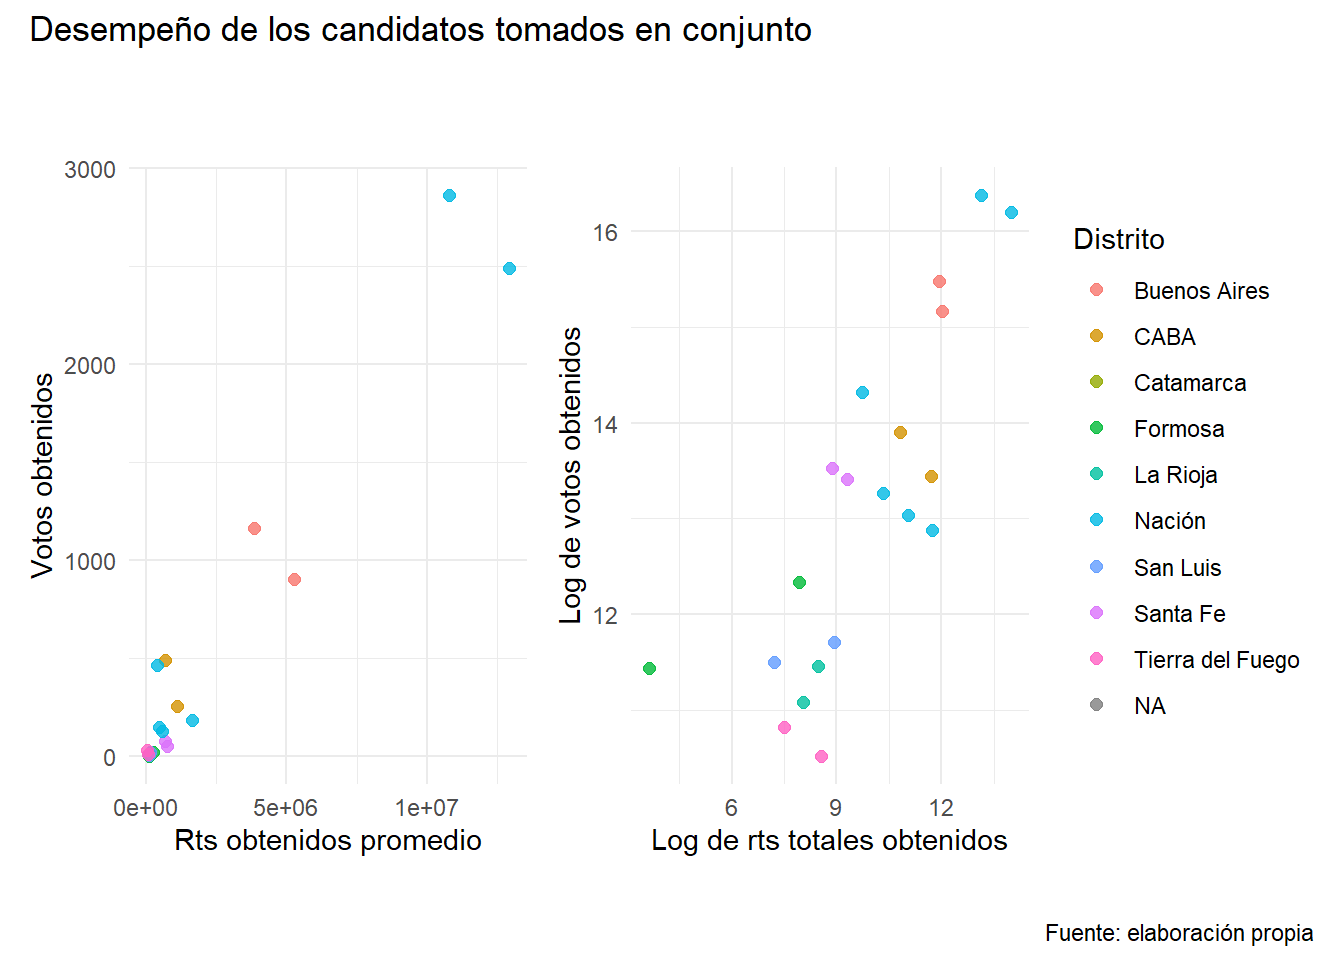 Desempeño de los candidatos tomados en conjunto
Votos obtenidos
3000
2000
1000
0
0e+00
5e+06
1e+07
Rts obtenidos promedio
Log de votos obtenidos
16
14
12
6
9
12
Log de rts totales obtenidos
Distrito
Buenos Aires
CABA
Catamarca
Formosa
La Rioja
Nación
San Luis
Santa Fe
Tierra del Fuego
NA
Fuente: elaboración propia